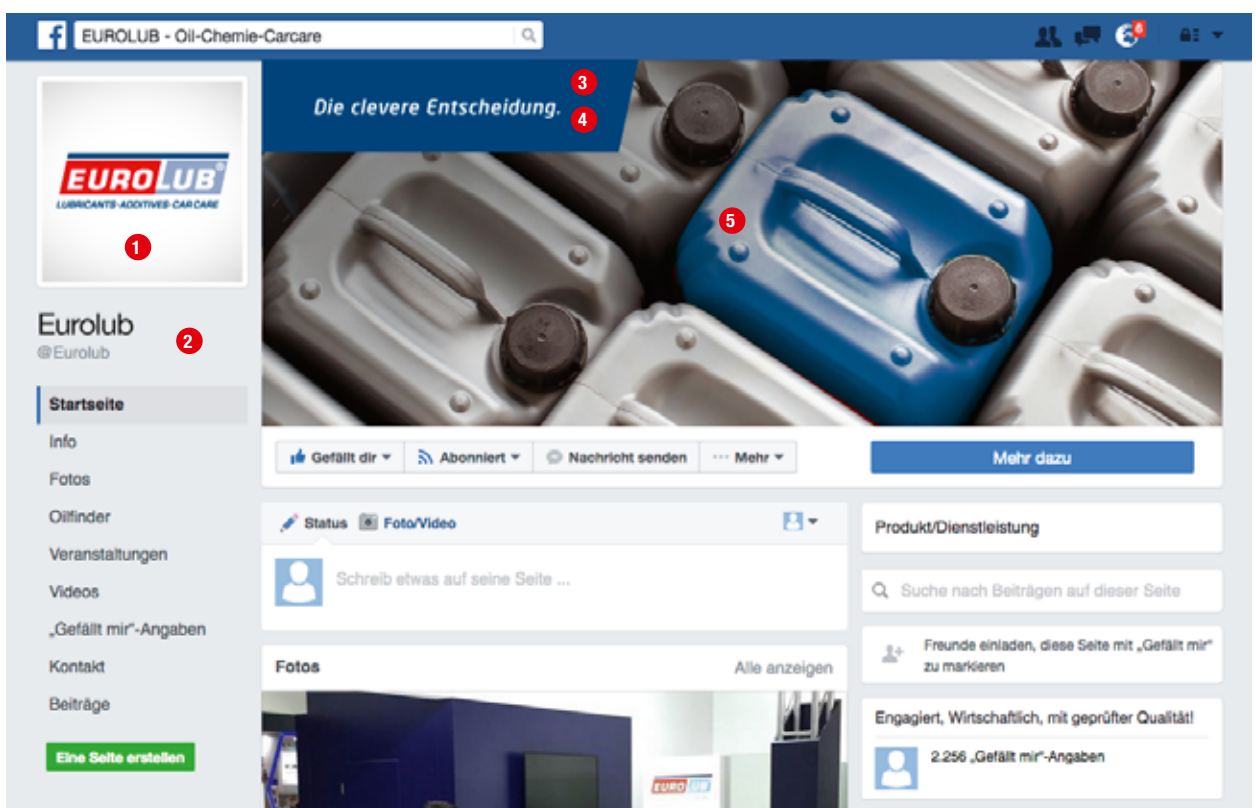 f
EUROLUB - Oil-Chemie-Carcare
6
Die clevere Entscheidung.
3
4
5
EUROLUB®
LUBRICANTS·ADDITIVES·CAR CARE
1
Eurolub
@Eurolub
2
Startseite
Info
Fotos
Oilfinder
Veranstaltungen
Videos
„Gefällt mir"-Angaben
Kontakt
Beiträge
Eine Seite erstellen
Gefällt dir
Abonniert
Nachricht senden
··· Mehr
Mehr dazu
Status
Foto/Video
Schreib etwas auf seine Seite ...
Fotos
Alle anzeigen
EUROLUB
Produkt/Dienstleistung
Suche nach Beiträgen auf dieser Seite
Freunde einladen, diese Seite mit „Gefällt mir"
zu markieren
Engagiert, Wirtschaftlich, mit geprüfter Qualität!
2.256 „Gefällt mir"-Angaben